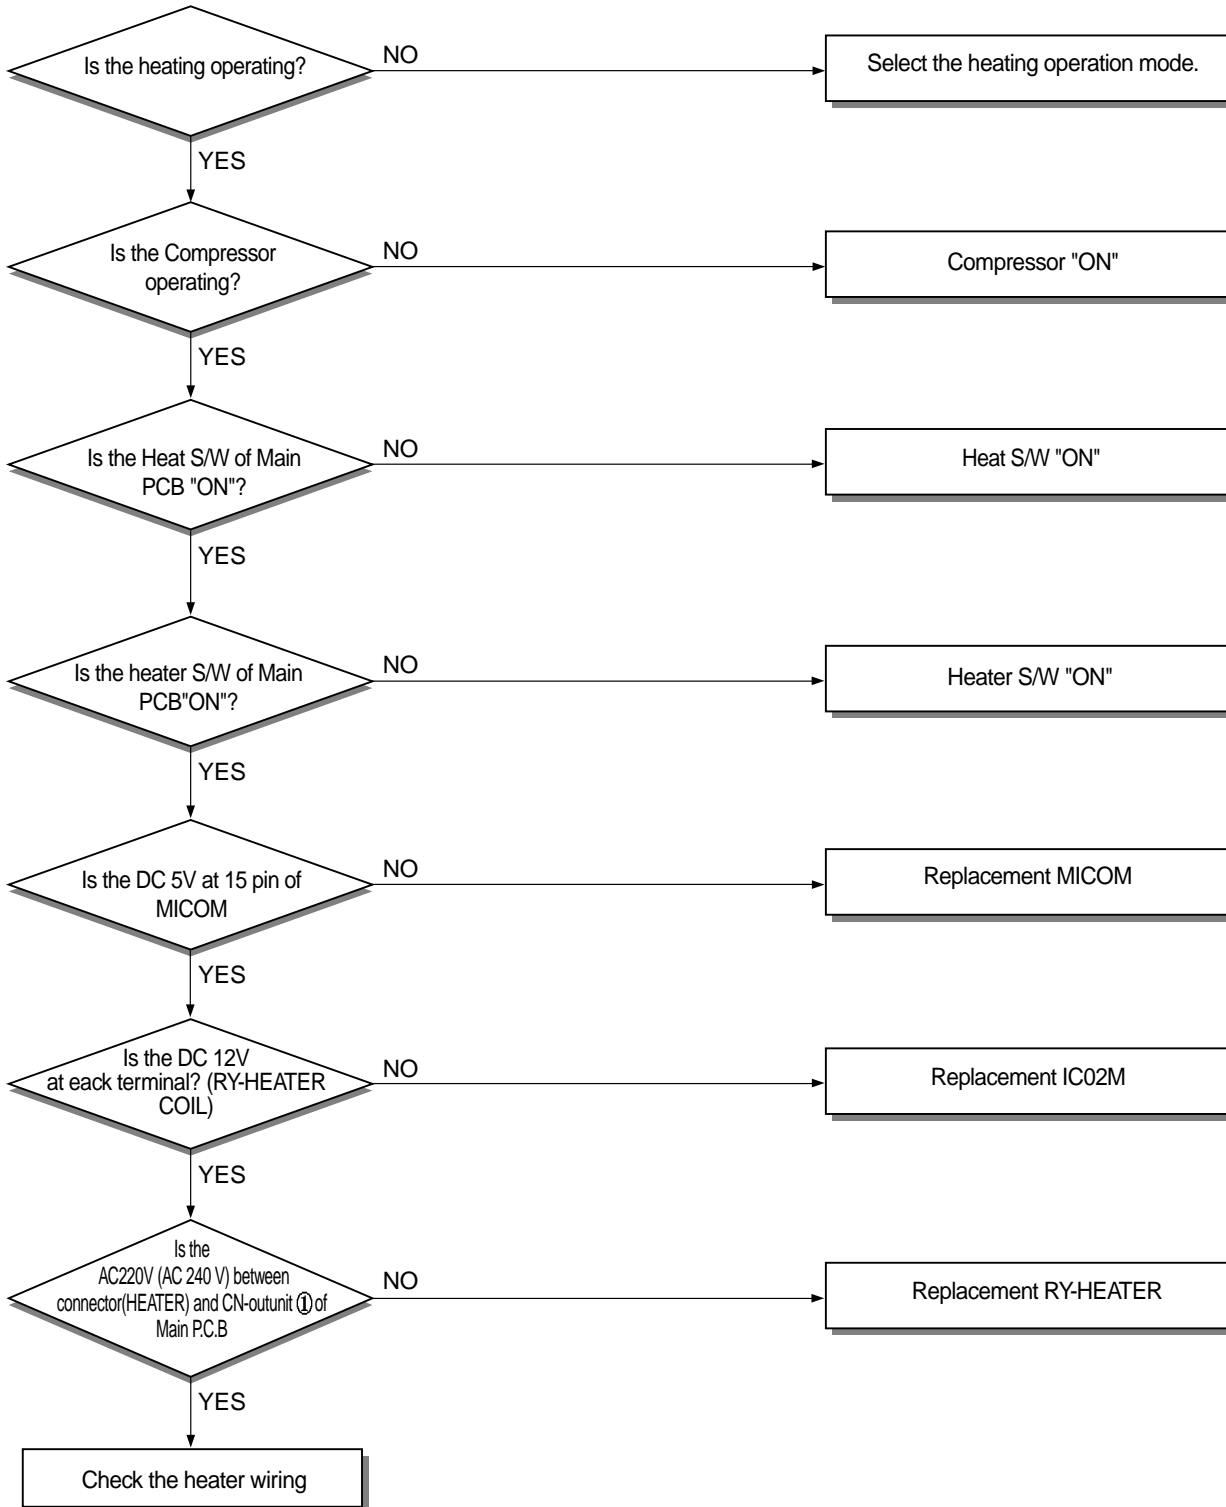 Is the heating operating?
NO
Select the heating operation mode.
YES
Is the Compressor
operating?
NO
Compressor "ON"
YES
Is the Heat S/W of Main
PCB "ON"?
NO
Heat S/W "ON"
YES
Is the heater S/W of Main
PCB"ON"?
NO
Heater S/W "ON"
YES
Is the DC 5V at 15 pin of
MICOM
NO
Replacement MICOM
YES
Is the DC 12V
at eack terminal? (RY-HEATER
COIL)
NO
Replacement IC02M
YES
Is the
AC220V (AC 240 V) between
connector(HEATER) and CN-outunit ① of
Main P.C.B
NO
Replacement RY-HEATER
YES
Check the heater wiring